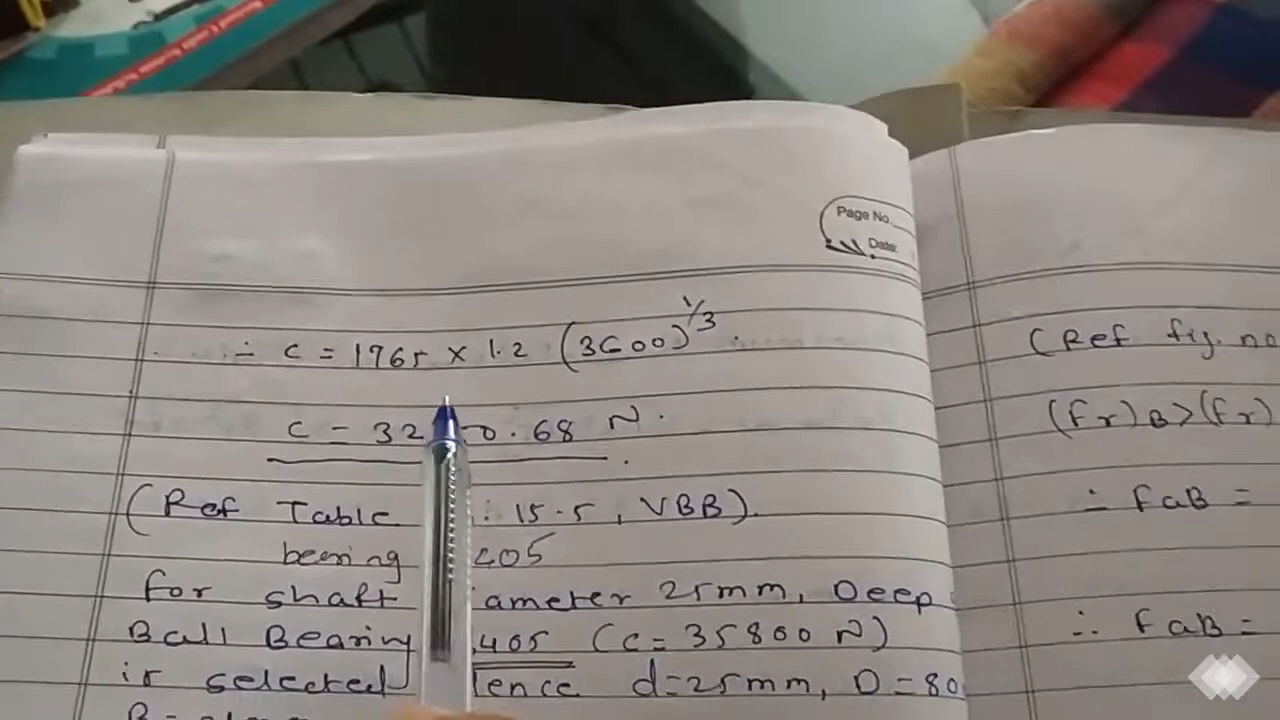 Page No.
Date:
∴ C = 1765 × 1.2 (3600)^1/3.
C = 32 0.68 N.
(Ref Table : 15.5, VBB).
bearing 405
for shaft ameter 25mm, Deep
Ball Bearing 405 (C = 35800 N)
is selected ence d=25mm, D=80
(Ref fig. no
(Fr)B>(Fr)
∴ FaB =
∴ FaB =